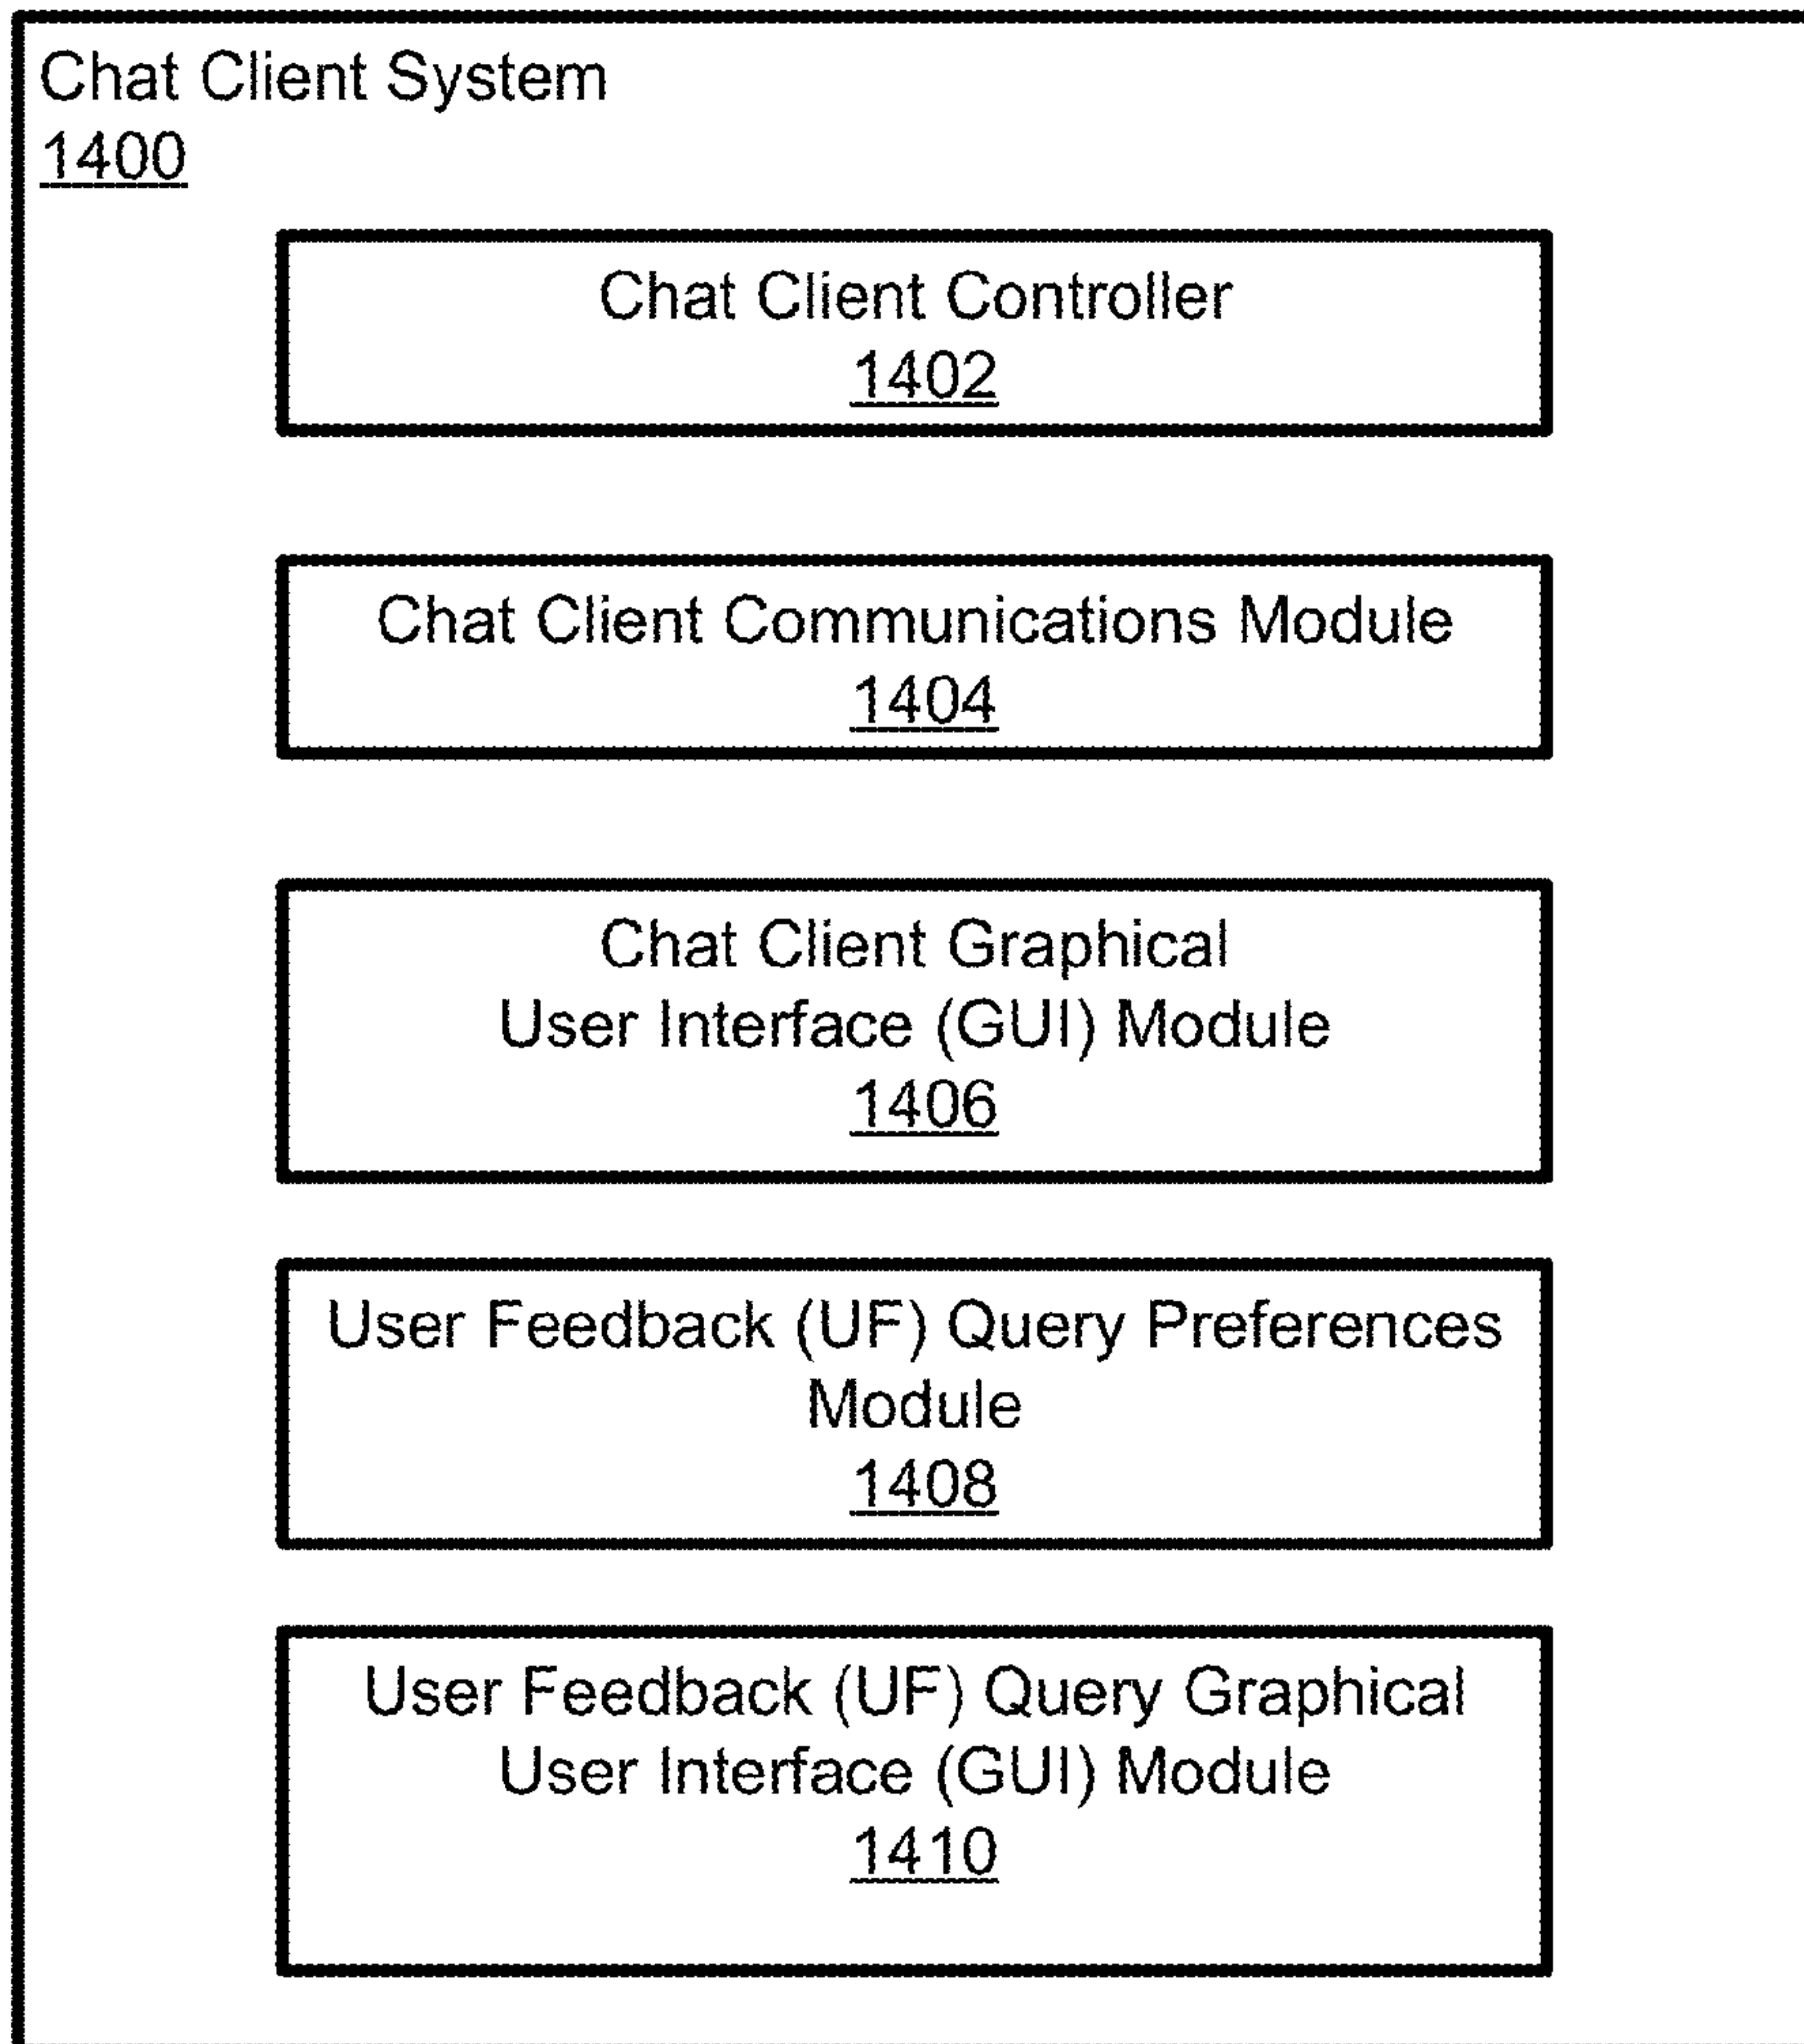 Chat Client System
1400
Chat Client Controller
1402
Chat Client Communications Module
1404
Chat Client Graphical
User Interface (GUI) Module
1406
User Feedback (UF) Query Preferences
Module
1408
User Feedback (UF) Query Graphical
User Interface (GUI) Module
1410